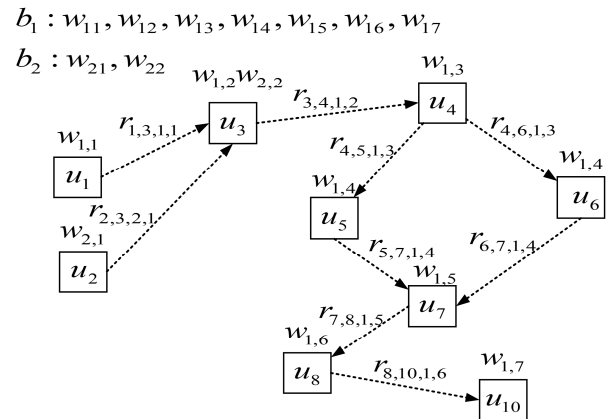 b₁ : w₁₁, w₁₂, w₁₃, w₁₄, w₁₅, w₁₆, w₁₇
b₂ : w₂₁, w₂₂
w₁,₂w₂,₂
w₁,₃
r₃,₄,₁,₂
u₃
u₄
w₁,₁
r₁,₃,₁,₁
r₄,₅,₁,₃
r₄,₆,₁,₃
w₁,₄
u₁
w₁,₄
u₆
w₂,₁
r₂,₃,₂,₁
u₅
u₂
r₅,₇,₁,₄
r₆,₇,₁,₄
w₁,₅
u₇
r₇,₈,₁,₅
w₁,₆
r₈,₁₀,₁,₆
w₁,₇
u₈
u₁₀